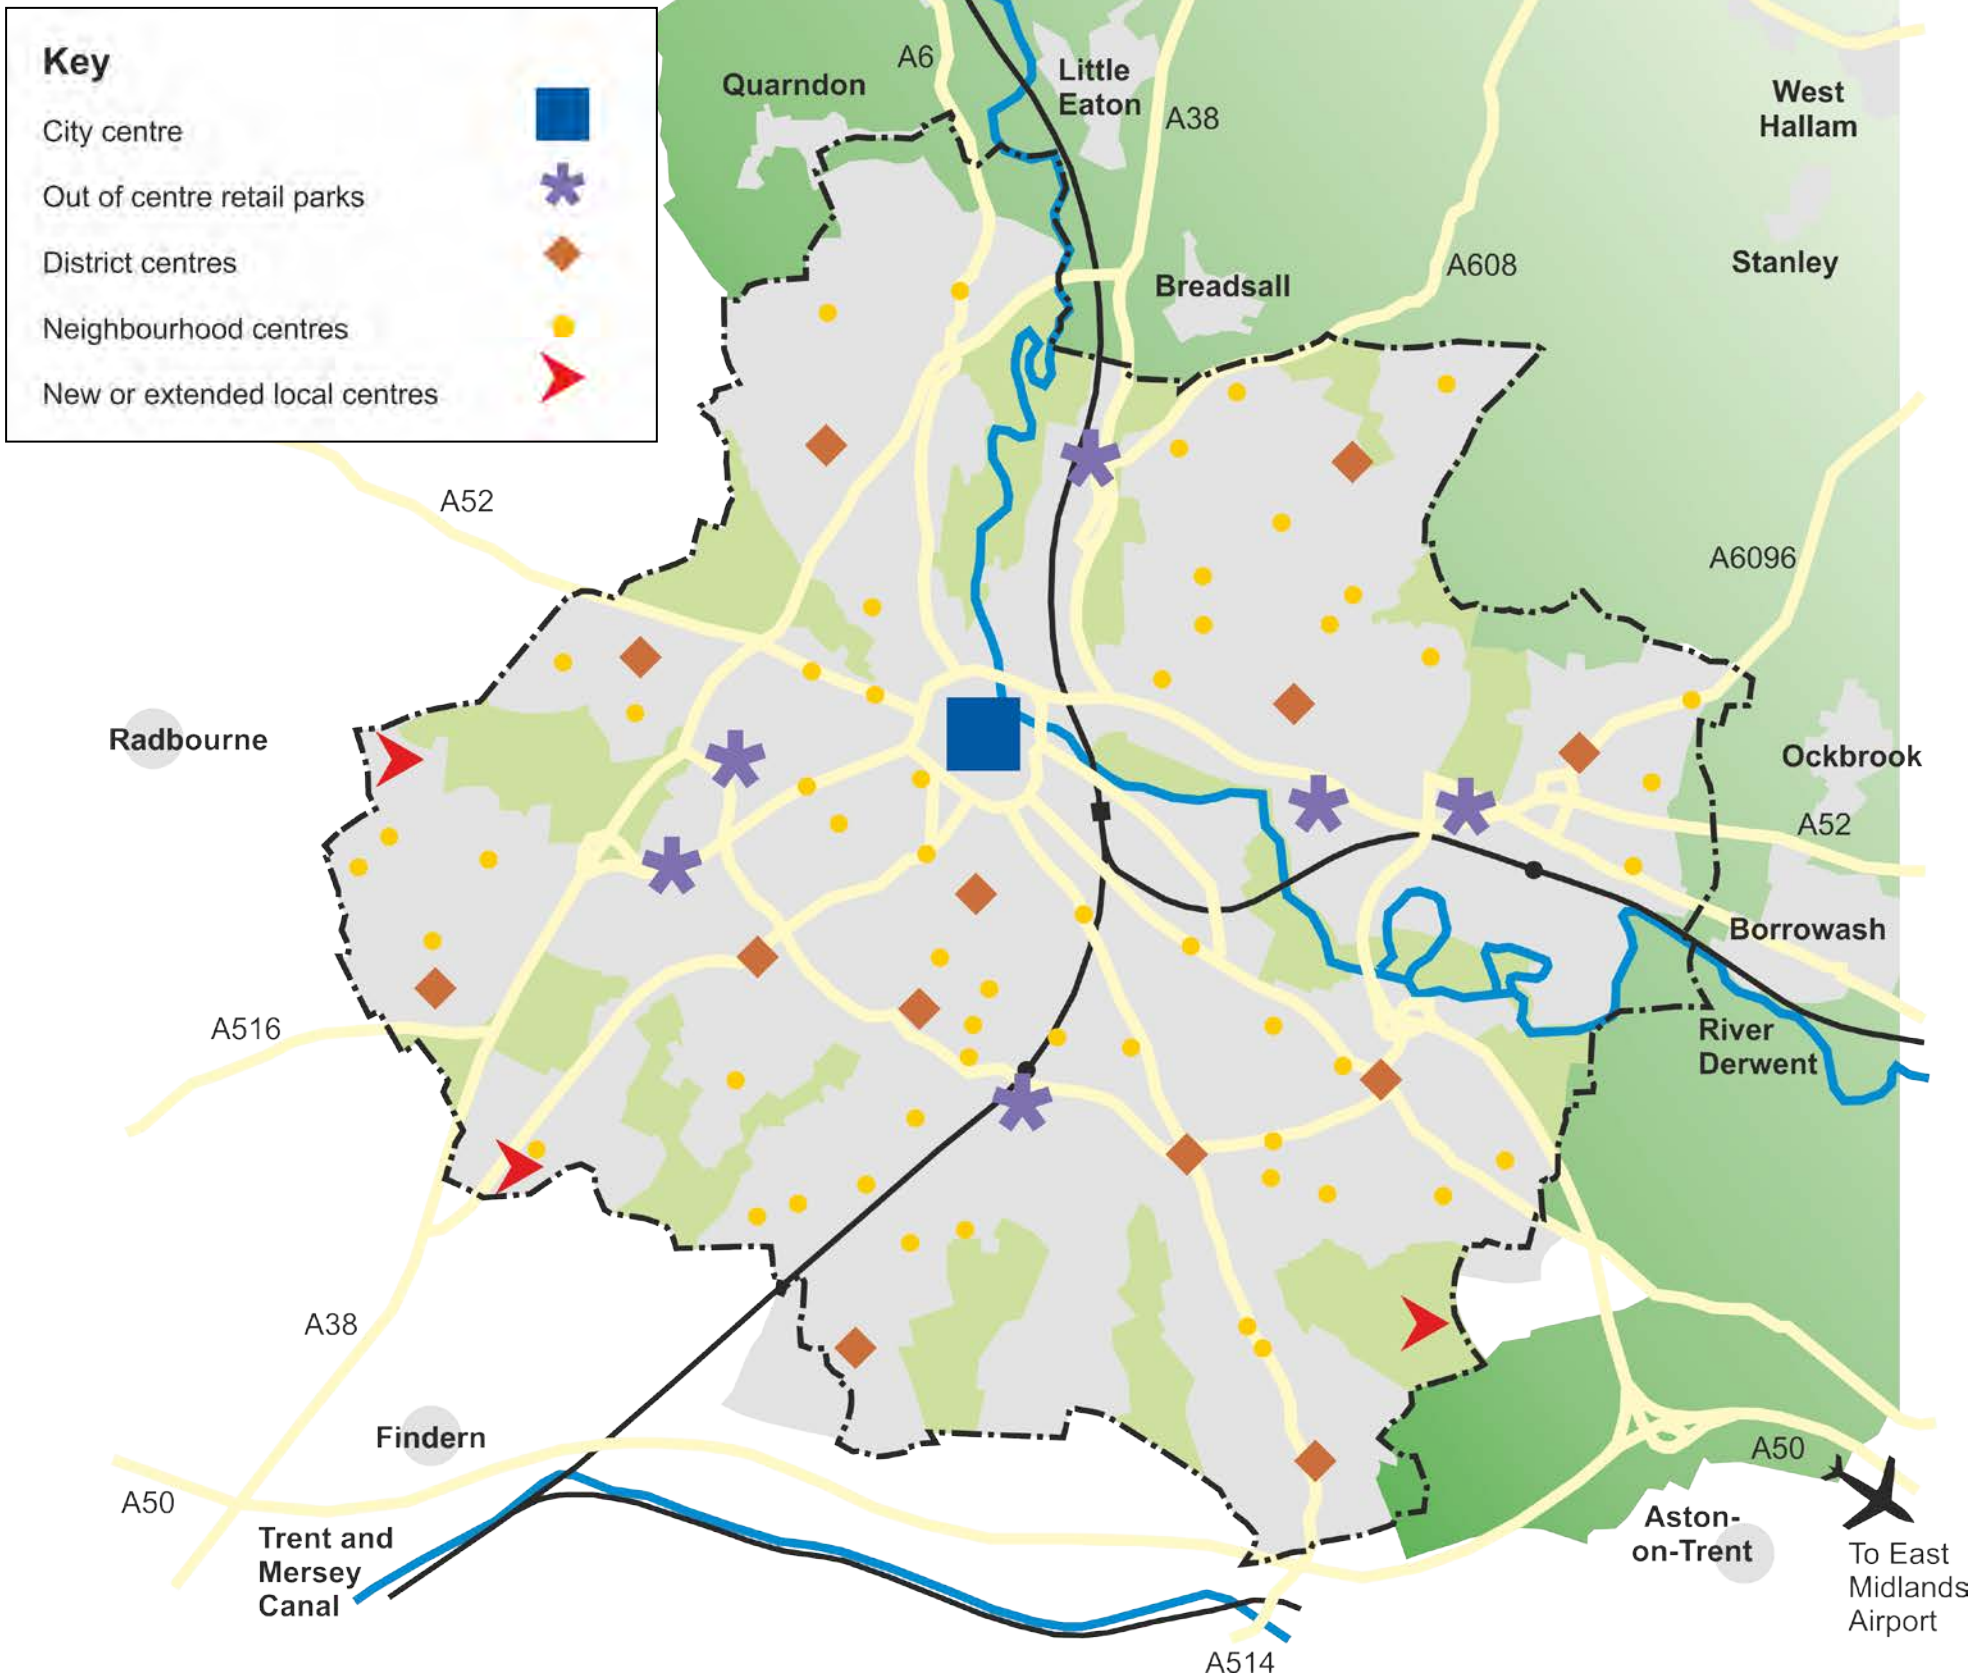 Key
City centre
Out of centre retail parks
District centres
Neighbourhood centres
New or extended local centres
A6
Quarndon
Little
Eaton
A38
West
Hallam
A608
Stanley
Breadsall
A52
A6096
Radbourne
Ockbrook
A52
Borrowash
A516
River
Derwent
A38
Findern
A50
A50
Trent and
Mersey
Canal
Aston-
on-Trent
To East
Midlands
Airport
A514